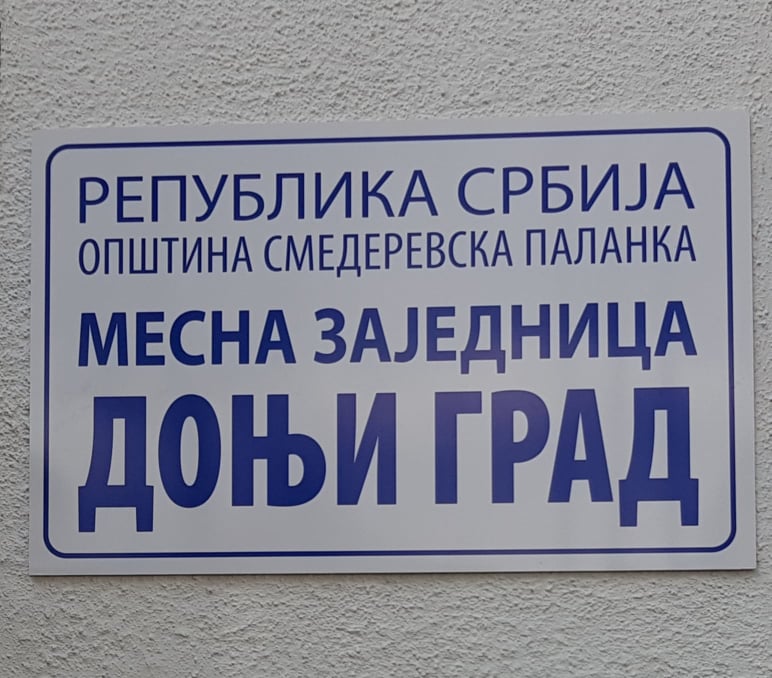 РЕПУБЛИКА СРБИЈА
ОПШТИНА СМЕДЕРЕВСКА ПАЛАНКА
МЕСНА ЗАЈЕДНИЦА
ДОЊИ ГРАД